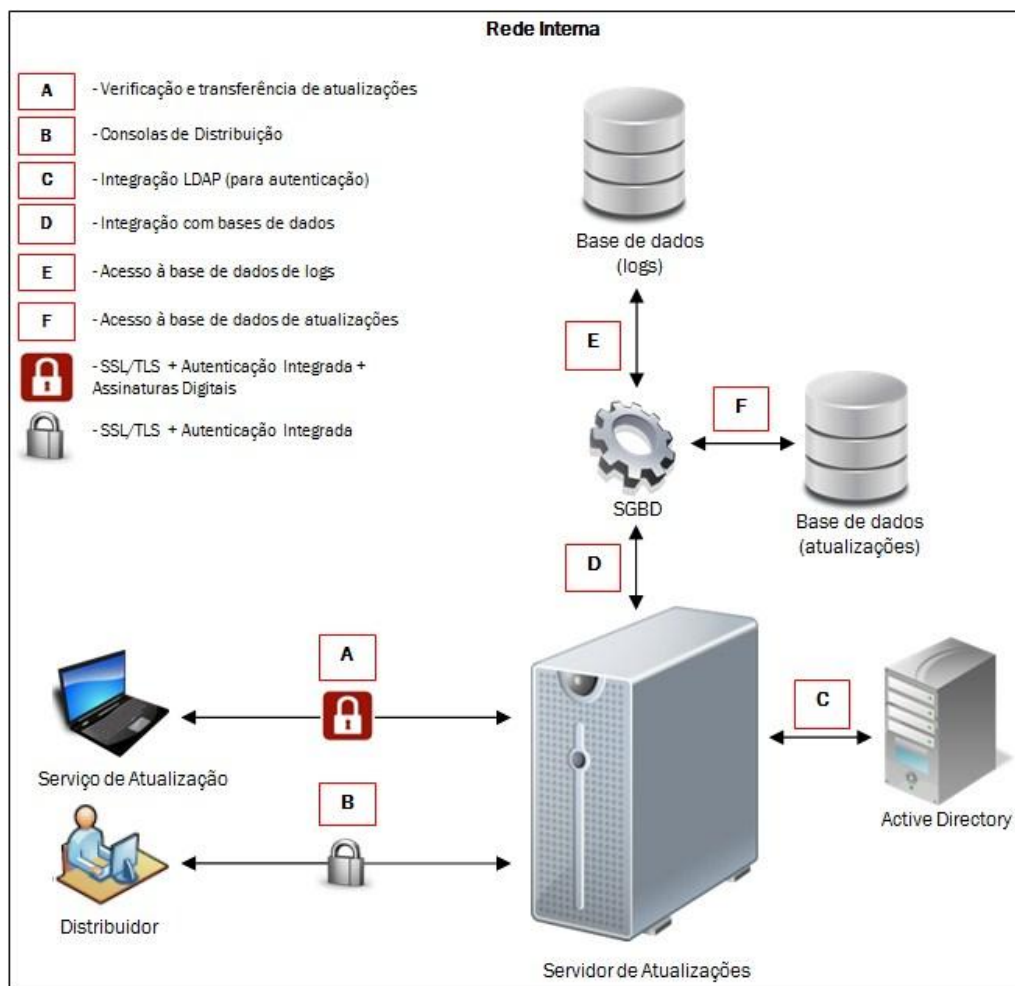 Rede Interna
A - Verificação e transferência de atualizações
B - Consolas de Distribuição
C - Integração LDAP (para autenticação)
D - Integração com bases de dados
E - Acesso à base de dados de logs
F - Acesso à base de dados de atualizações
- SSL/TLS + Autenticação Integrada +
Assinaturas Digitais
- SSL/TLS + Autenticação Integrada
Base de dados
(logs)
E
F
SGBD
Base de dados
(atualizações)
D
A
C
Serviço de Atualização
B
Active Directory
Distribuidor
Servidor de Atualizações